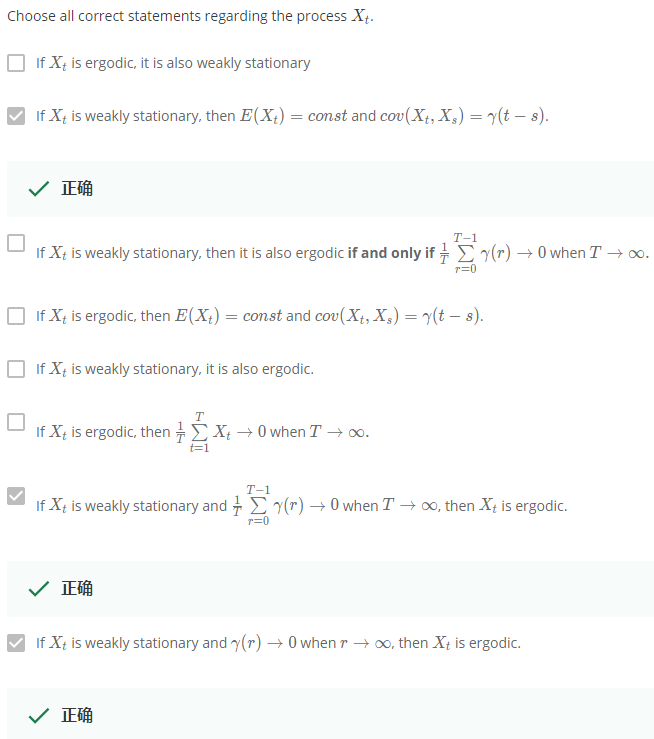 Choose all correct statements regarding the process $X_t$.
If $X_t$ is ergodic, it is also weakly stationary
If $X_t$ is weakly stationary, then $E(X_t) = const$ and $cov(X_t, X_s) = \gamma(t - s)$.
正确
If $X_t$ is weakly stationary, then it is also ergodic if and only if $\frac{1}{T} \sum_{r=0}^{T-1} \gamma(r) \to 0$ when $T \to \infty$.
If $X_t$ is ergodic, then $E(X_t) = const$ and $cov(X_t, X_s) = \gamma(t - s)$.
If $X_t$ is weakly stationary, it is also ergodic.
If $X_t$ is ergodic, then $\frac{1}{T} \sum_{t=1}^{T} X_t \to 0$ when $T \to \infty$.
If $X_t$ is weakly stationary and $\frac{1}{T} \sum_{r=0}^{T-1} \gamma(r) \to 0$ when $T \to \infty$, then $X_t$ is ergodic.
正确
If $X_t$ is weakly stationary and $\gamma(r) \to 0$ when $r \to \infty$, then $X_t$ is ergodic.
正确